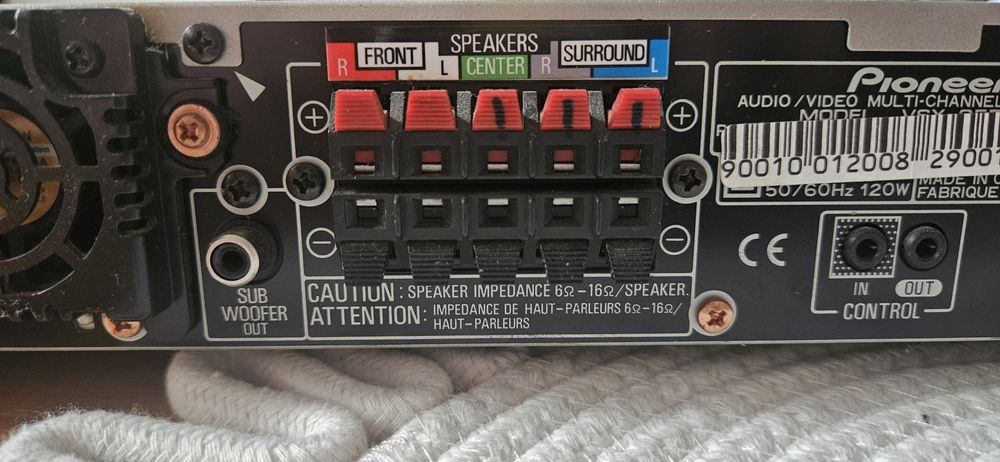 SPEAKERS
R FRONT L CENTER R SURROUND L
+ +
− −
SUB
WOOFER
OUT
CAUTION : SPEAKER IMPEDANCE 6Ω–16Ω/SPEAKER.
ATTENTION : IMPEDANCE DE HAUT-PARLEURS 6Ω–16Ω/
HAUT-PARLEURS
Pioneer
AUDIO/VIDEO MULTI-CHANNEL
MODEL
90010 012008 29001
50/60Hz 120W
MADE IN
FABRIQUE
CE
IN OUT
CONTROL